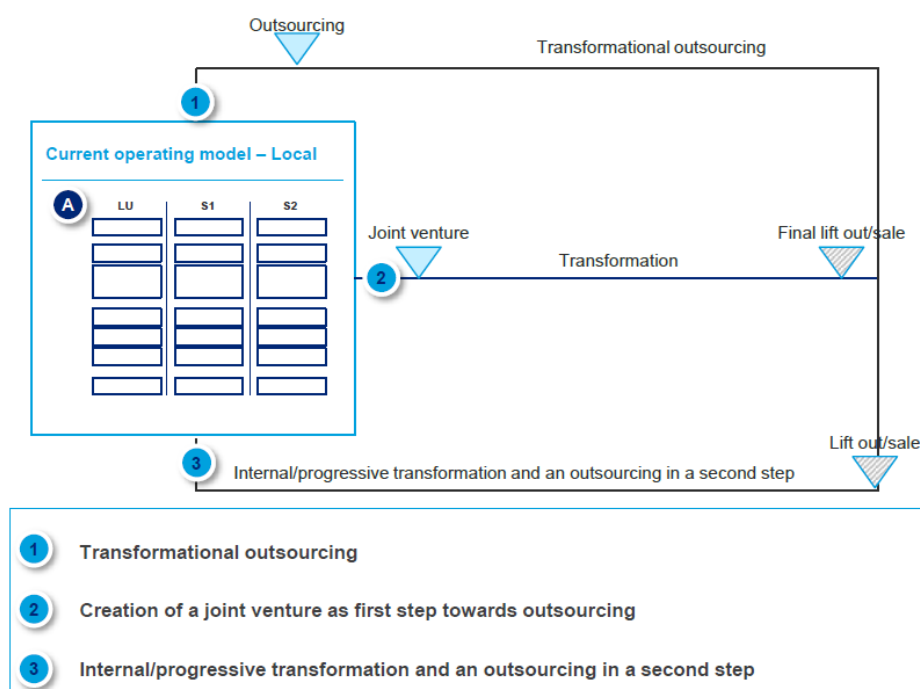 Outsourcing
Transformational outsourcing
1
Current operating model – Local
A
LU S1 S2
Joint venture
Final lift out/sale
2
Transformation
Lift out/sale
3
Internal/progressive transformation and an outsourcing in a second step
1 Transformational outsourcing
2 Creation of a joint venture as first step towards outsourcing
3 Internal/progressive transformation and an outsourcing in a second step